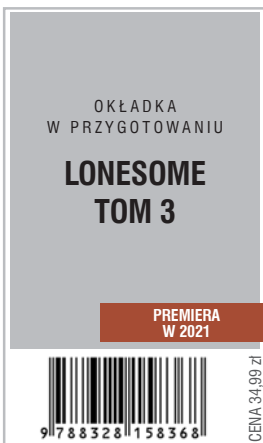 OKŁADKA
W PRZYGOTOWANIU
LONESOME
TOM 3
PREMIERA
W 2021
9 788328 158368
CENA 34,99 zł